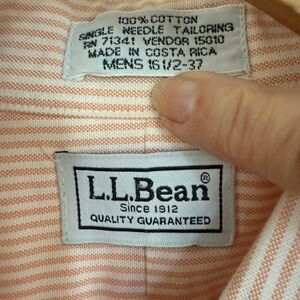 100% COTTON
SINGLE NEEDLE TAILORING
RN 71341 VENDOR 15010
MADE IN COSTA RICA
MENS 16 1/2-37
L.L.Bean®
Since 1912
QUALITY GUARANTEED